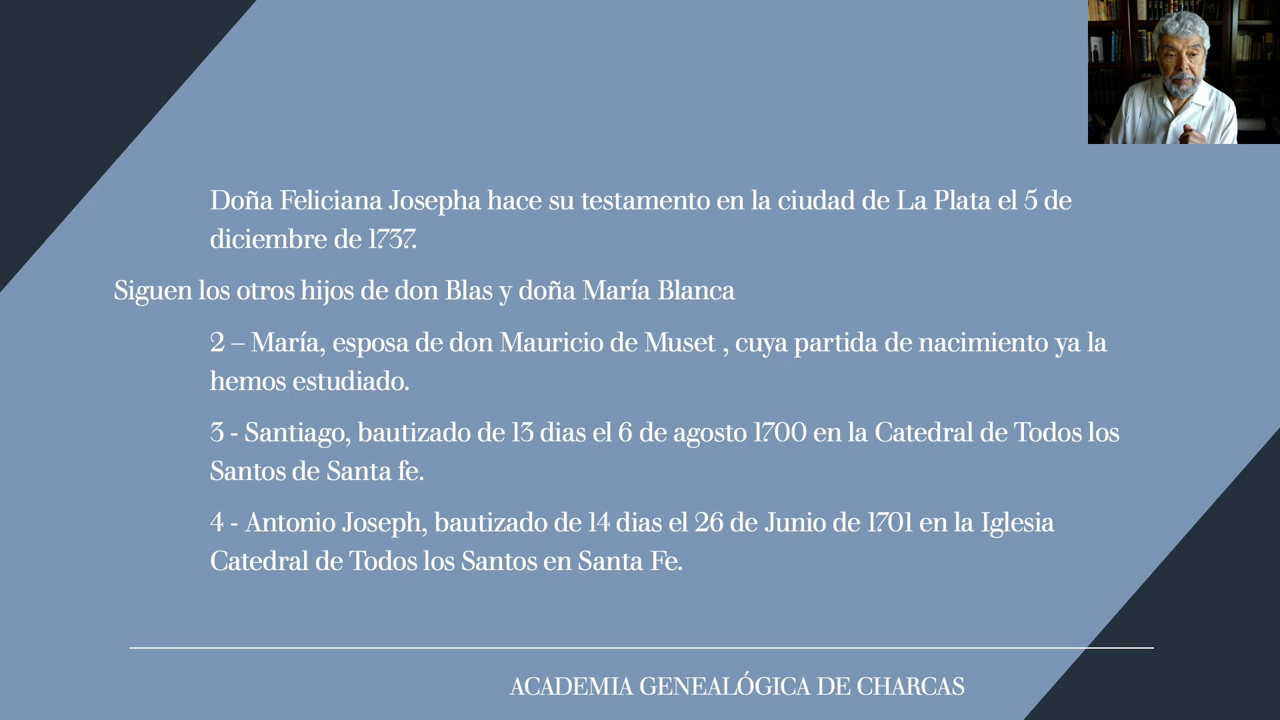 Doña Feliciana Josepha hace su testamento en la ciudad de La Plata el 5 de
diciembre de 1737.
Siguen los otros hijos de don Blas y doña María Blanca
2 – María, esposa de don Mauricio de Muset , cuya partida de nacimiento ya la
hemos estudiado.
3 - Santiago, bautizado de 13 dias el 6 de agosto 1700 en la Catedral de Todos los
Santos de Santa fe.
4 - Antonio Joseph, bautizado de 14 dias el 26 de Junio de 1701 en la Iglesia
Catedral de Todos los Santos en Santa Fe.
ACADEMIA GENEALÓGICA DE CHARCAS